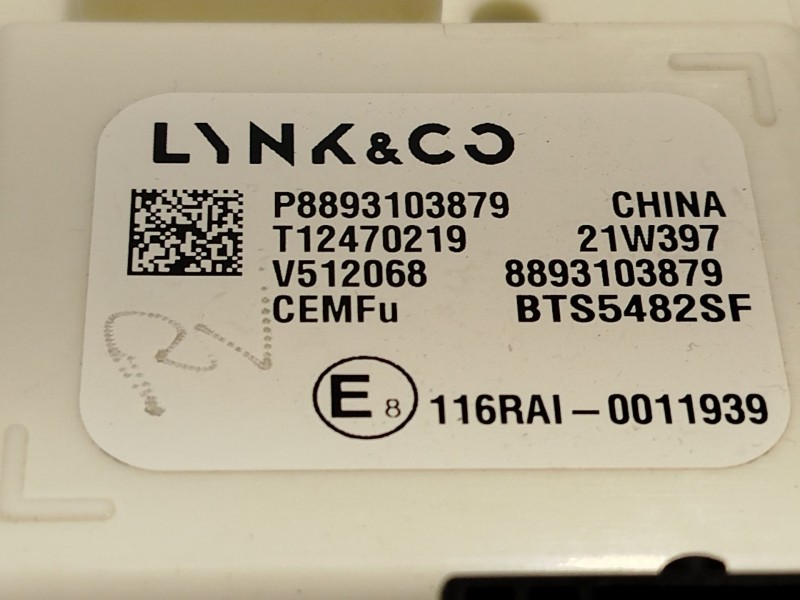 LYNK&CO
P8893103879 CHINA
T12470219 21W397
V512068 8893103879
CEMFu BTS5482SF
E8 116RAI-0011939